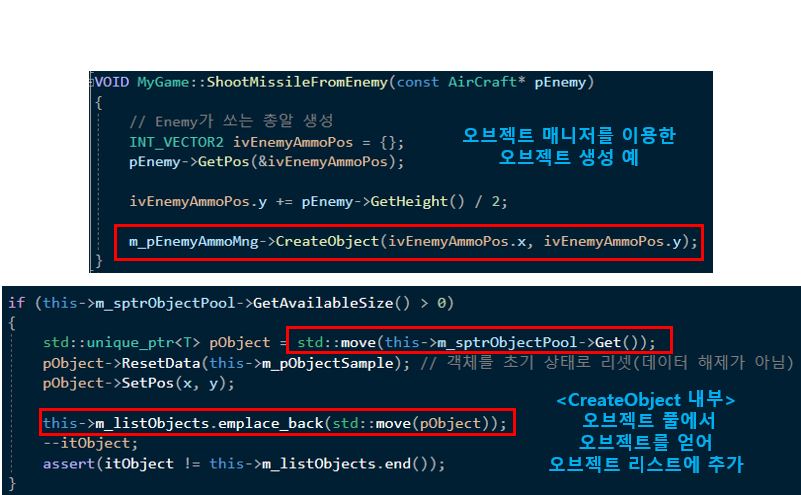 VOID MyGame::ShootMissileFromEnemy(const AirCraft* pEnemy)
{
// Enemy가 쏘는 총알 생성
INT_VECTOR2 ivEnemyAmmoPos = {};
pEnemy->GetPos(&ivEnemyAmmoPos);
오브젝트 매니저를 이용한
오브젝트 생성 예
ivEnemyAmmoPos.y += pEnemy->GetHeight() / 2;
m_pEnemyAmmoMng->CreateObject(ivEnemyAmmoPos.x, ivEnemyAmmoPos.y);
}
if (this->m_sptrObjectPool->GetAvailableSize() > 0)
{
std::unique_ptr<T> pObject = std::move(this->m_sptrObjectPool->Get());
pObject->ResetData(this->m_pObjectSample); // 객체를 초기 상태로 리셋(데이터 해제가 아님)
pObject->SetPos(x, y);
this->m_listObjects.emplace_back(std::move(pObject));
--itObject;
assert(itObject != this->m_listObjects.end());
}
<CreateObject 내부>
오브젝트 풀에서
오브젝트를 얻어
오브젝트 리스트에 추가